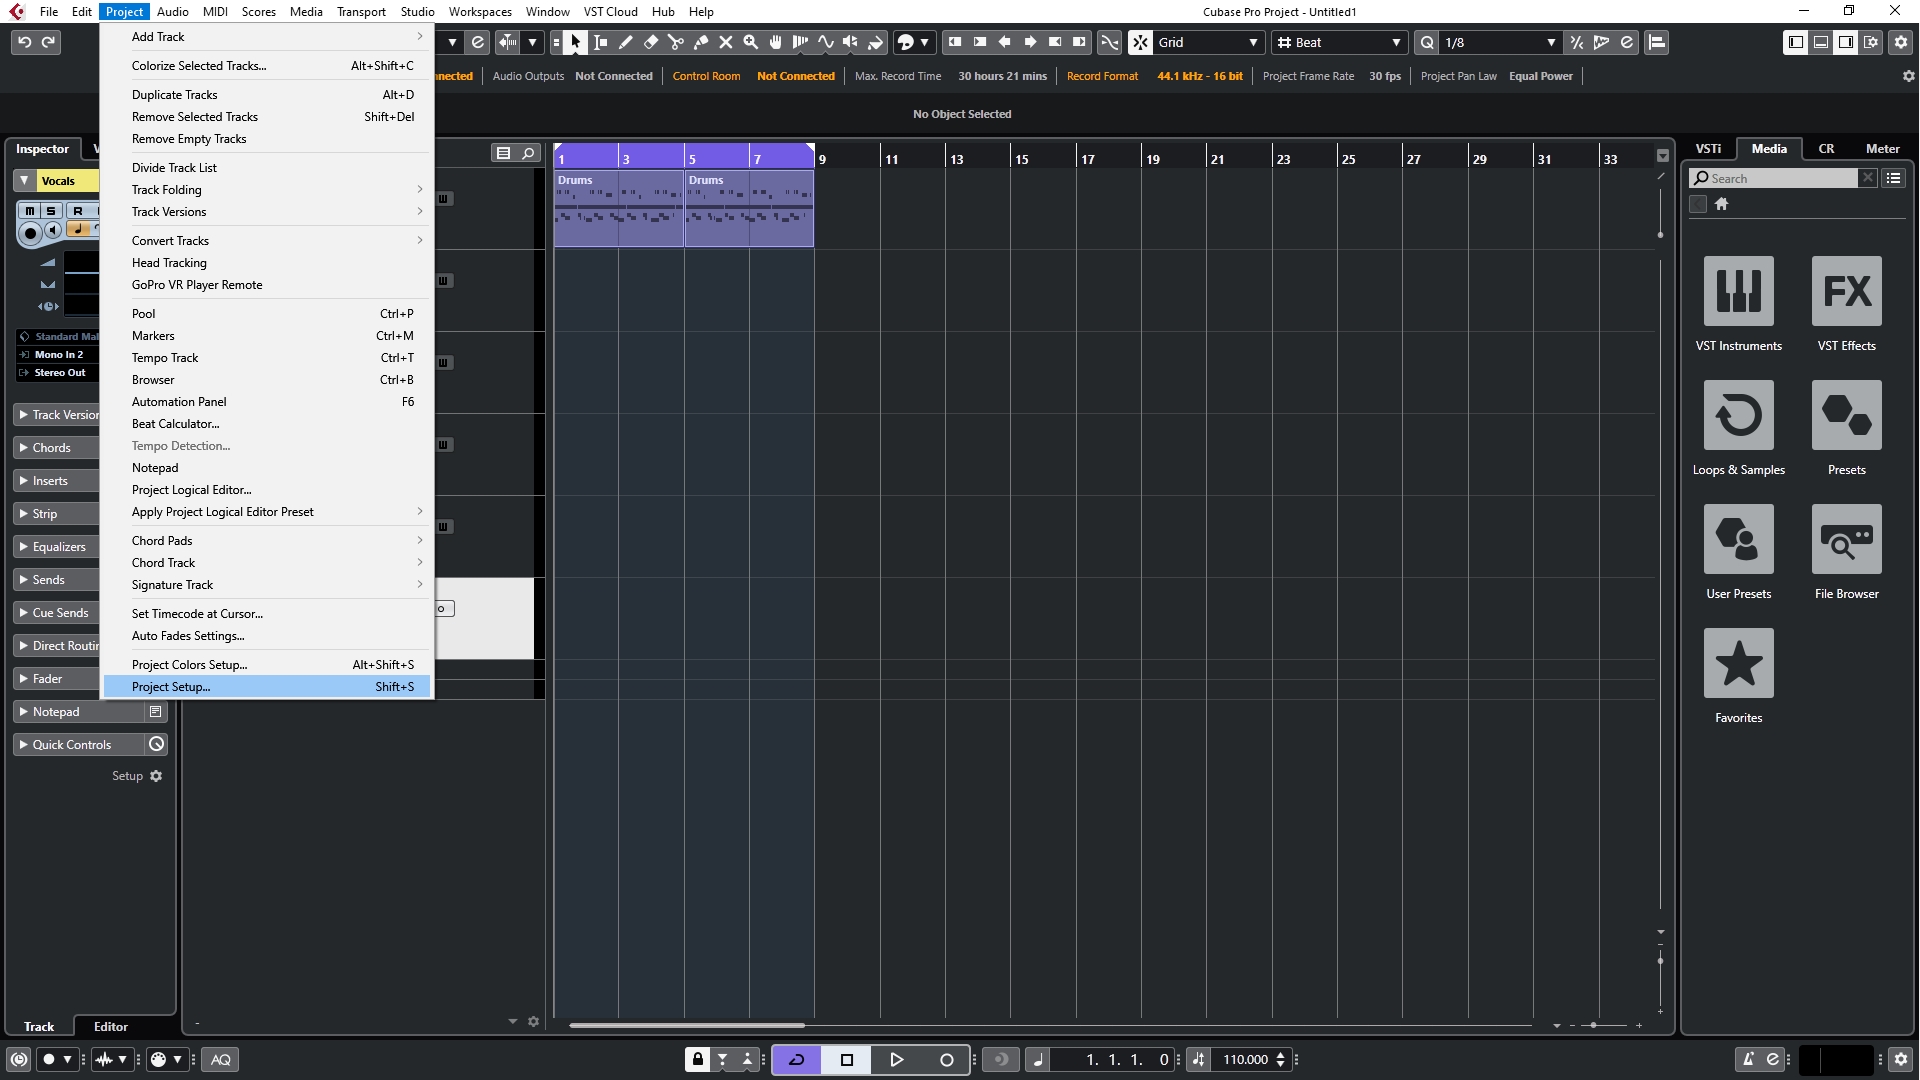 File Edit Project Audio MIDI Scores Media Transport Studio Workspaces Window VST Cloud Hub Help
Cubase Pro Project - Untitled1
Grid
Beat
1/8
Audio Outputs Not Connected
Control Room Not Connected
Max. Record Time 30 hours 21 mins
Record Format 44.1 kHz - 16 bit
Project Frame Rate 30 fps
Project Pan Law Equal Power
No Object Selected
Add Track
Colorize Selected Tracks... Alt+Shift+C
Duplicate Tracks Alt+D
Remove Selected Tracks Shift+Del
Remove Empty Tracks
Divide Track List
Track Folding
Track Versions
Convert Tracks
Head Tracking
GoPro VR Player Remote
Pool Ctrl+P
Markers Ctrl+M
Tempo Track Ctrl+T
Browser Ctrl+B
Automation Panel F6
Beat Calculator...
Tempo Detection...
Notepad
Project Logical Editor...
Apply Project Logical Editor Preset
Chord Pads
Chord Track
Signature Track
Set Timecode at Cursor...
Auto Fades Settings...
Project Colors Setup... Alt+Shift+S
Project Setup... Shift+S
Inspector
Vocals
m S R
Standard
Mono In 2
Stereo Out
Track
Chords
Inserts
Strip
Equalizers
Sends
Cue Sends
Direct
Fader
Notepad
Quick Controls
Setup
Track Editor
1 3 5 7 9 11 13 15 17 19 21 23 25 27 29 31 33
Drums Drums
VSTi Media CR Meter
Search
VST Instruments VST Effects
Loops & Samples Presets
User Presets File Browser
Favorites
AQ
1. 1. 1. 0
110.000